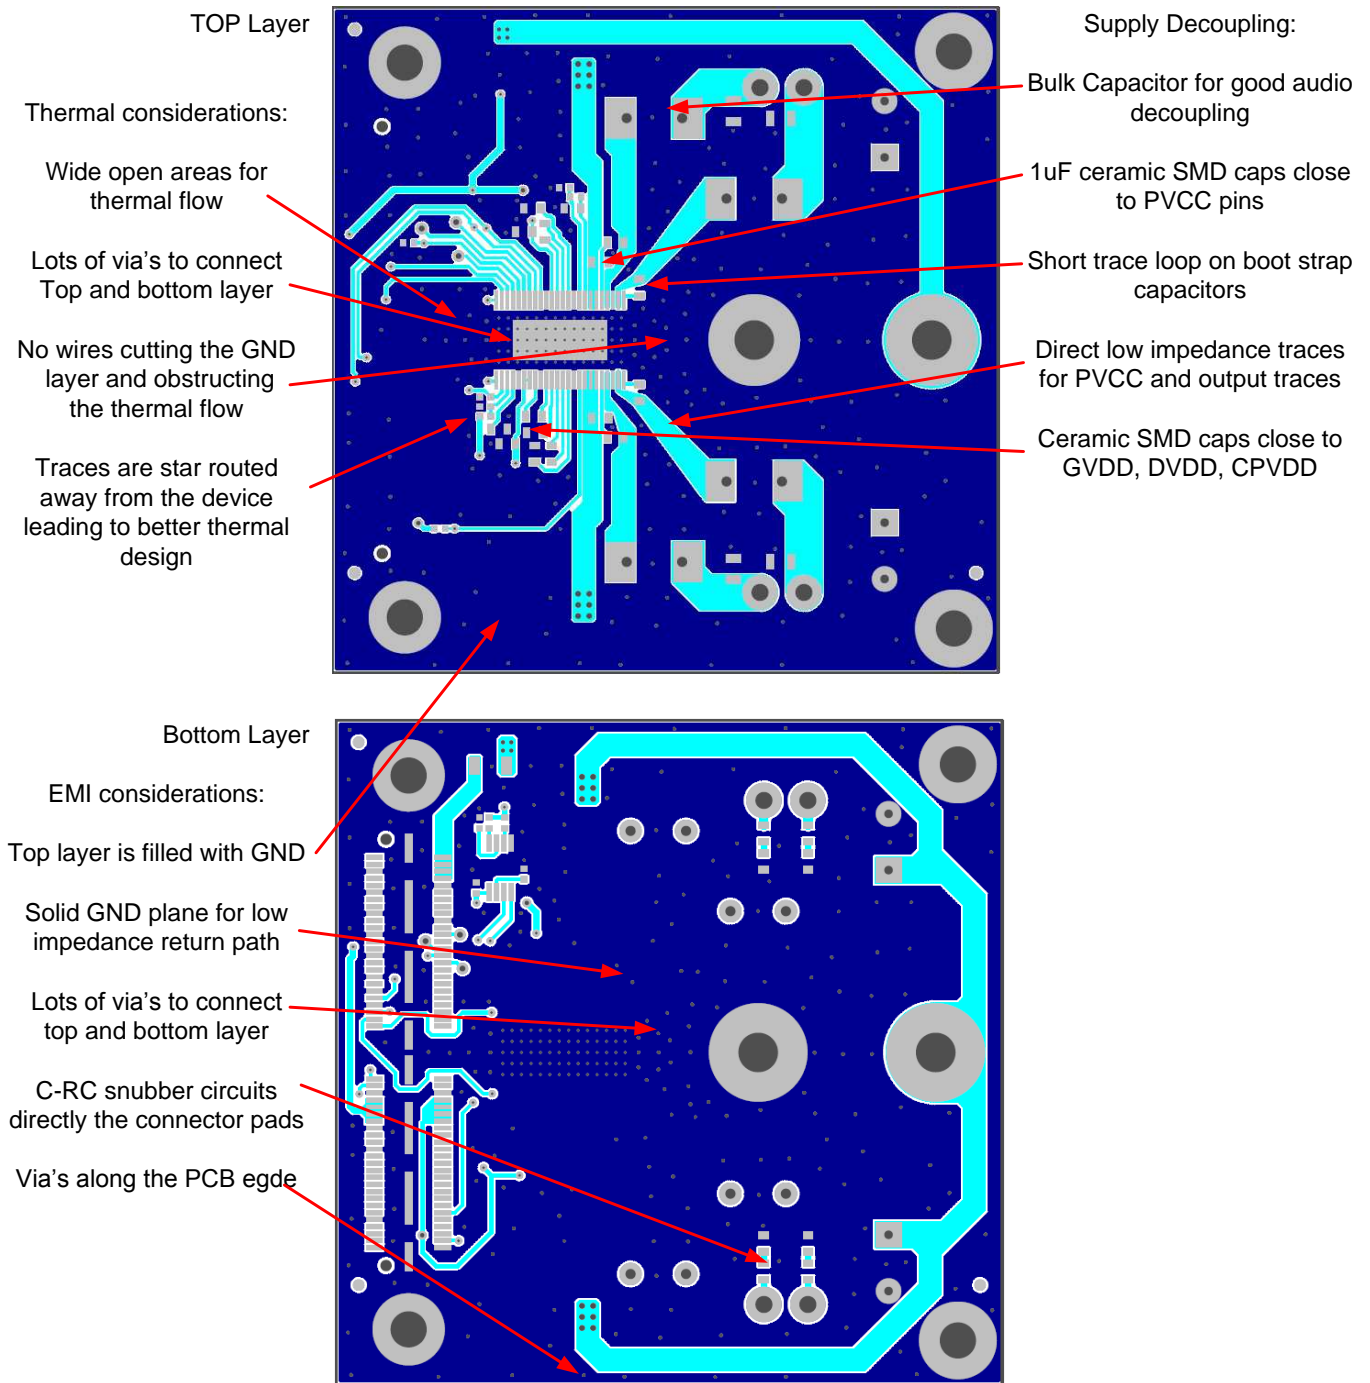 TOP Layer
Thermal considerations:
Wide open areas for
thermal flow
Lots of via's to connect
Top and bottom layer
No wires cutting the GND
layer and obstructing
the thermal flow
Traces are star routed
away from the device
leading to better thermal
design
Supply Decoupling:
Bulk Capacitor for good audio
decoupling
1uF ceramic SMD caps close
to PVCC pins
Short trace loop on boot strap
capacitors
Direct low impedance traces
for PVCC and output traces
Ceramic SMD caps close to
GVDD, DVDD, CPVDD
Bottom Layer
EMI considerations:
Top layer is filled with GND
Solid GND plane for low
impedance return path
Lots of via's to connect
top and bottom layer
C-RC snubber circuits
directly the connector pads
Via's along the PCB egde